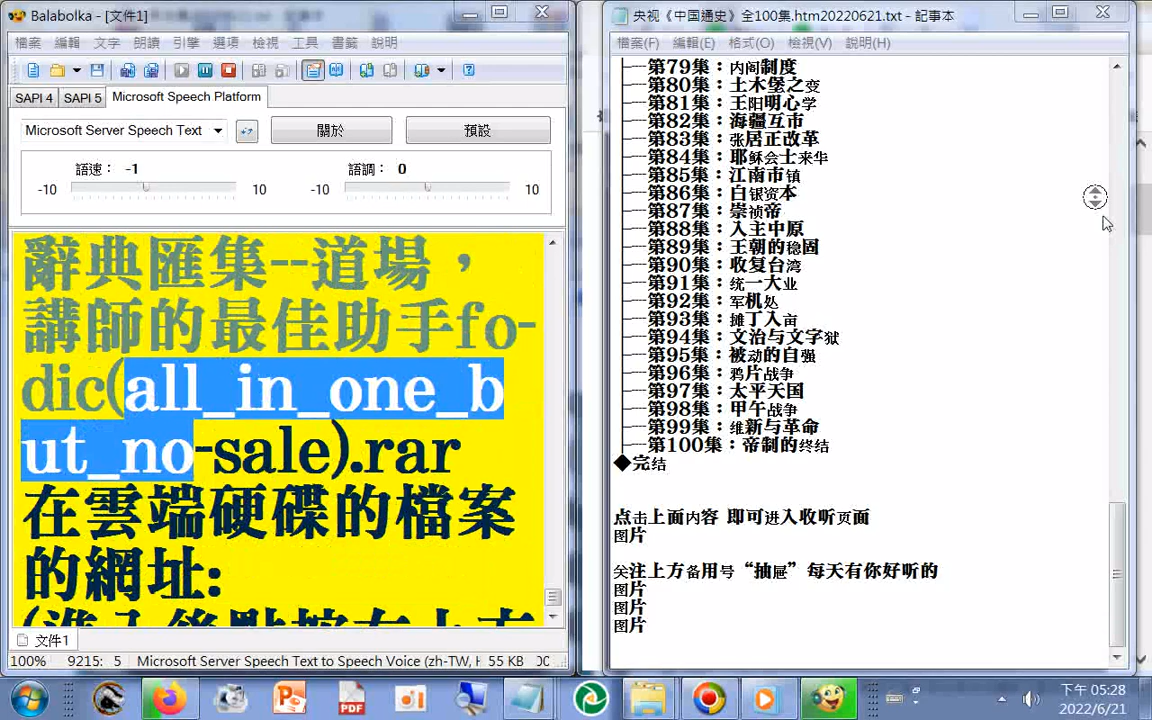 Balabolka - [文件1]
檔案 編輯 文字 朗讀 引擎 選項 檢視 工具 書籤 說明
SAPI 4 SAPI 5 Microsoft Speech Platform
Microsoft Server Speech Text 關於 預設
語速： -1 語調： 0
-10 10 -10 10
辭典匯集--道場，
講師的最佳助手fo-
dic(all_in_one_b
ut_no-sale).rar
在雲端硬碟的檔案
的網址:
文件1
100% 9215: 5 Microsoft Server Speech Text to Speech Voice (zh-TW, H 55 KB
央视《中国通史》全100集.htm20220621.txt - 記事本
檔案(F) 編輯(E) 格式(O) 檢視(V) 說明(H)
├──第79集：内阁制度
├──第80集：土木堡之变
├──第81集：王阳明心学
├──第82集：海疆互市
├──第83集：张居正改革
├──第84集：耶稣会士来华
├──第85集：江南市镇
├──第86集：白银资本
├──第87集：崇祯帝
├──第88集：入主中原
├──第89集：王朝的稳固
├──第90集：收复台湾
├──第91集：统一大业
├──第92集：军机处
├──第93集：摊丁入亩
├──第94集：文治与文字狱
├──第95集：被动的自强
├──第96集：鸦片战争
├──第97集：太平天国
├──第98集：甲午战争
├──第99集：维新与革命
├──第100集：帝制的终结
◆完结
点击上面内容 即可进入收听页面
图片
关注上方备用号“抽屉”每天有你好听的
图片
图片
图片
PDF
下午 05:28
2022/6/21